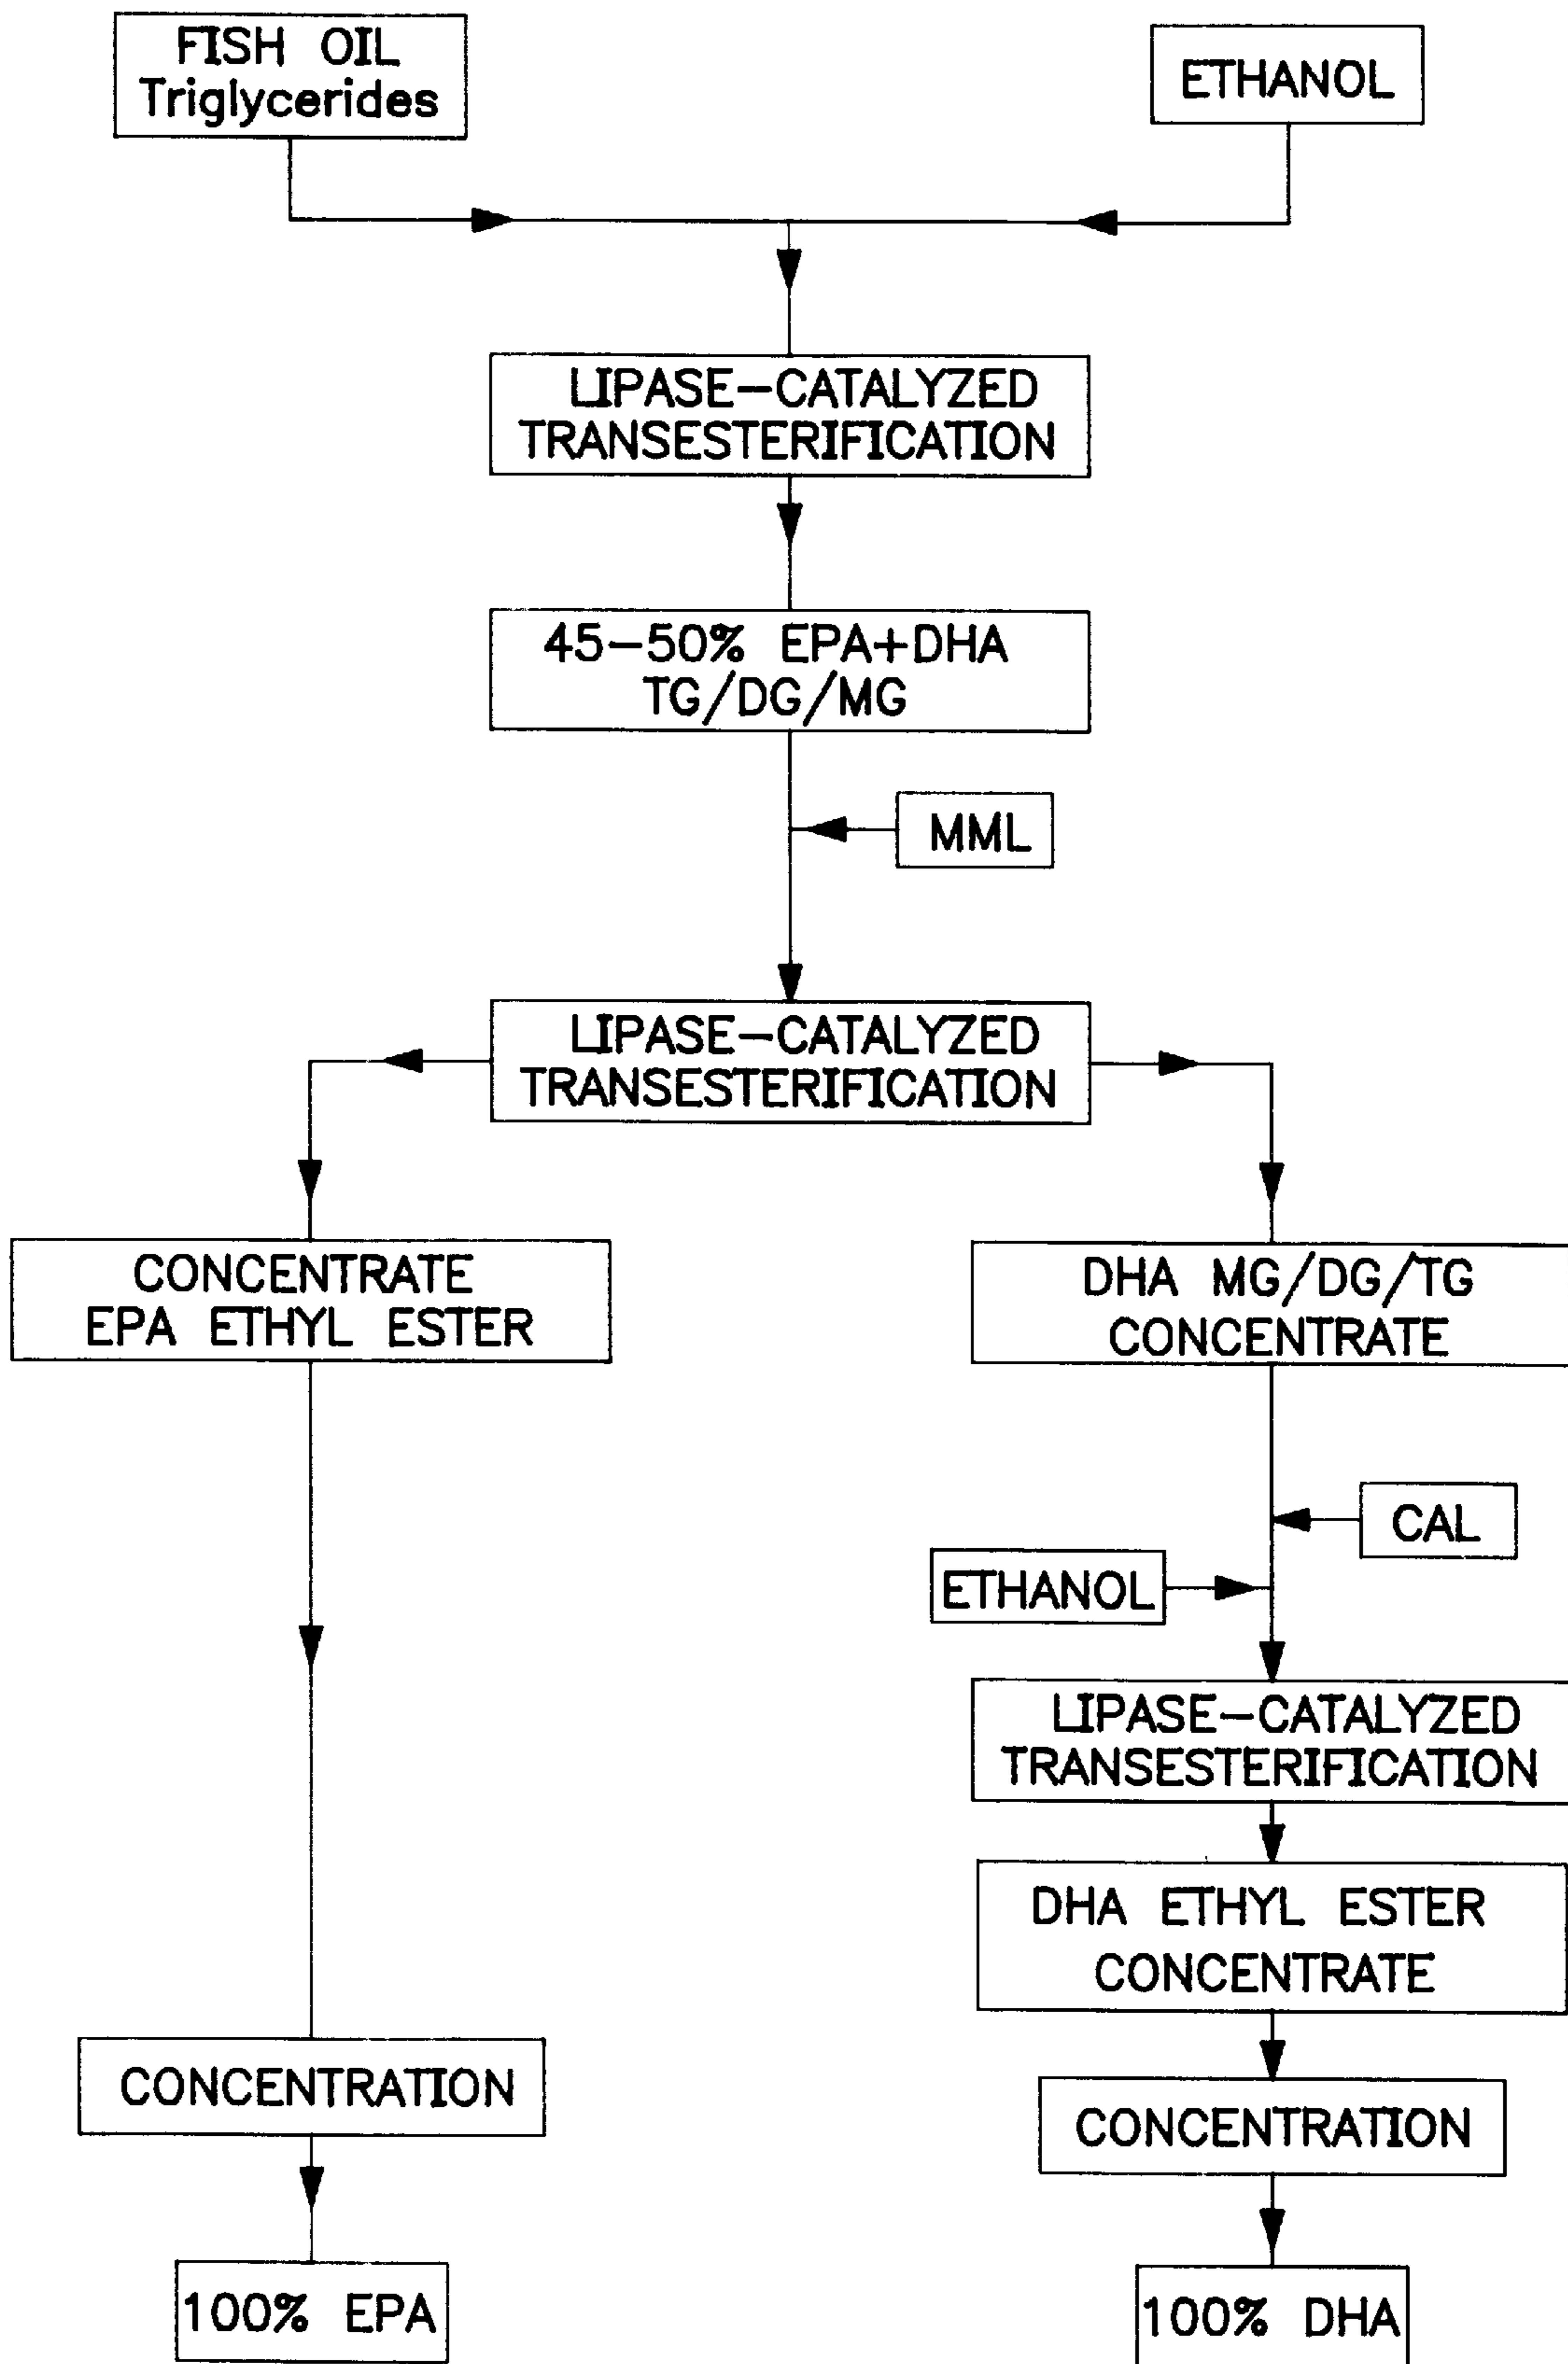 FISH OIL
Triglycerides
ETHANOL
LIPASE-CATALYZED
TRANSESTERIFICATION
45-50% EPA+DHA
TG/DG/MG
MML
LIPASE-CATALYZED
TRANSESTERIFICATION
CONCENTRATE
EPA ETHYL ESTER
DHA MG/DG/TG
CONCENTRATE
CAL
ETHANOL
LIPASE-CATALYZED
TRANSESTERIFICATION
DHA ETHYL ESTER
CONCENTRATE
CONCENTRATION
CONCENTRATION
100% EPA
100% DHA